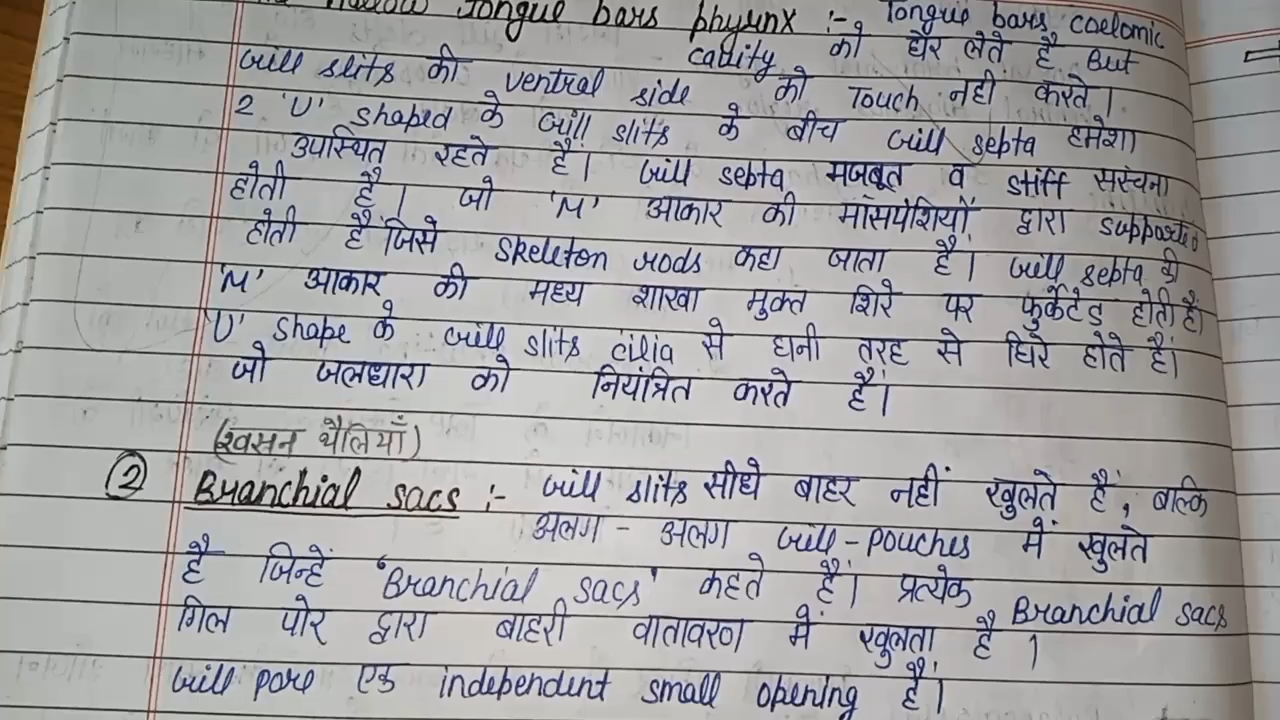 Hollow Tongue bars phyrinx :- Tongue bars coelomic
cavity को घेर लेते है But
Gill slits की ventral side को Touch नही करते।
2 'U' shaped के Gill slits के बीच Gill septa हमेशा
उपस्थित रहते है। Gill septa मजबूत व stiff सरंचना
होती है। जो 'M' आकार की मांसपेशियों द्वारा supported
होती है जिसे skeleton rods कहा जाता है। Gill septa की
'M' आकार की मध्य शाखा मुक्त शिरे पर फुर्केटेड होती है।
'U' shape के Gill slits cilia से घनी तरह से घिरे होते हैं।
जो जलधारा को नियंत्रित करते हैं।
(श्वसन थैलियाँ)
② Branchial sacs :- Gill slits सीधे बाहर नहीं खुलते हैं, बल्कि
अलग - अलग Gill-pouches में खुलते
है जिन्हें 'Branchial sacs' कहते हैं। प्रत्येक Branchial sacs
गिल पोर द्वारा बाहरी वातावरण में खुलता है।
Gill pore एक independent small opening है।